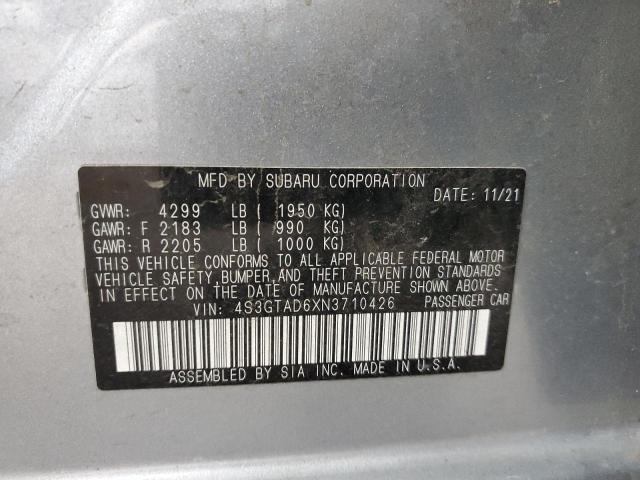 MFD BY SUBARU CORPORATION
DATE: 11/21
GVWR: 4299 LB ( 1950 KG)
GAWR: F 2183 LB ( 990 KG)
GAWR: R 2205 LB ( 1000 KG)
THIS VEHICLE CONFORMS TO ALL APPLICABLE FEDERAL MOTOR
VEHICLE SAFETY, BUMPER, AND THEFT PREVENTION STANDARDS
IN EFFECT ON THE DATE OF MANUFACTURE SHOWN ABOVE.
VIN: 4S3GTAD6XN3710426 PASSENGER CAR
ASSEMBLED BY SIA INC. MADE IN U.S.A.